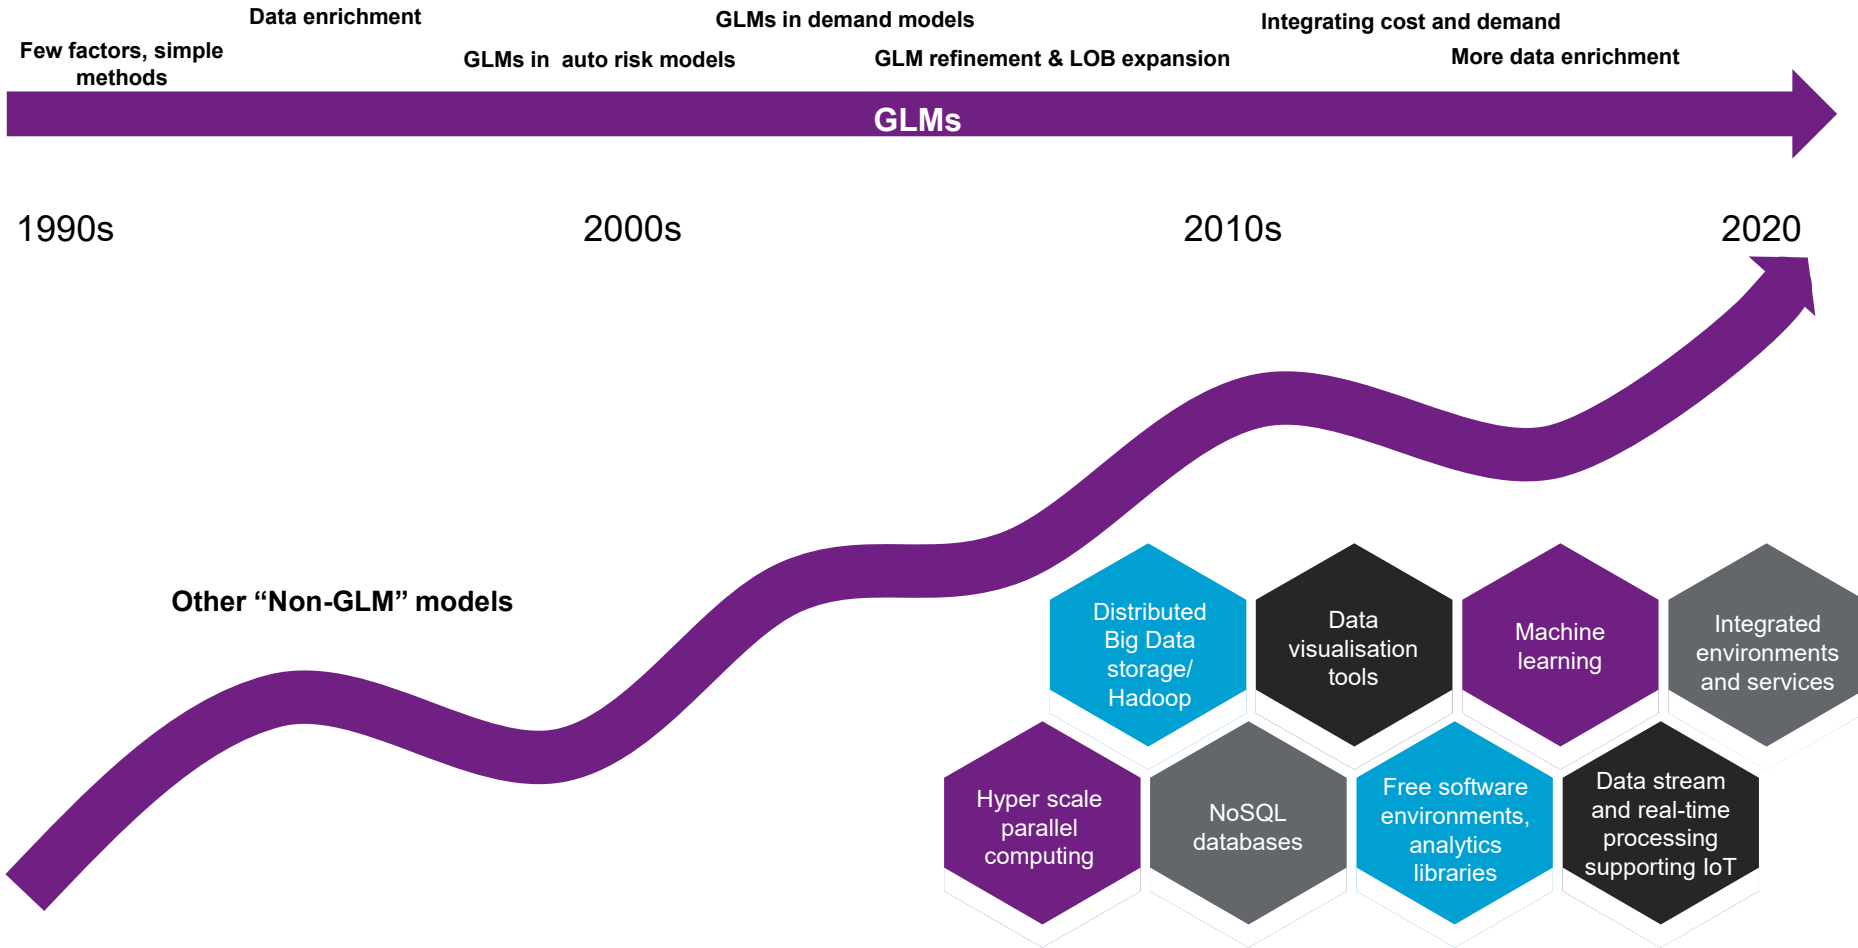 Data enrichment
GLMs in demand models
Integrating cost and demand
Few factors, simple
methods
GLMs in  auto risk models
GLM refinement & LOB expansion
More data enrichment
GLMs
1990s
2000s
2010s
2020
Other “Non-GLM” models
Distributed
Big Data
storage/
Hadoop
Data
visualisation
tools
Machine
learning
Integrated
environments
and services
Hyper scale
parallel
computing
NoSQL
databases
Free software
environments,
analytics
libraries
Data stream
and real-time
processing
supporting IoT